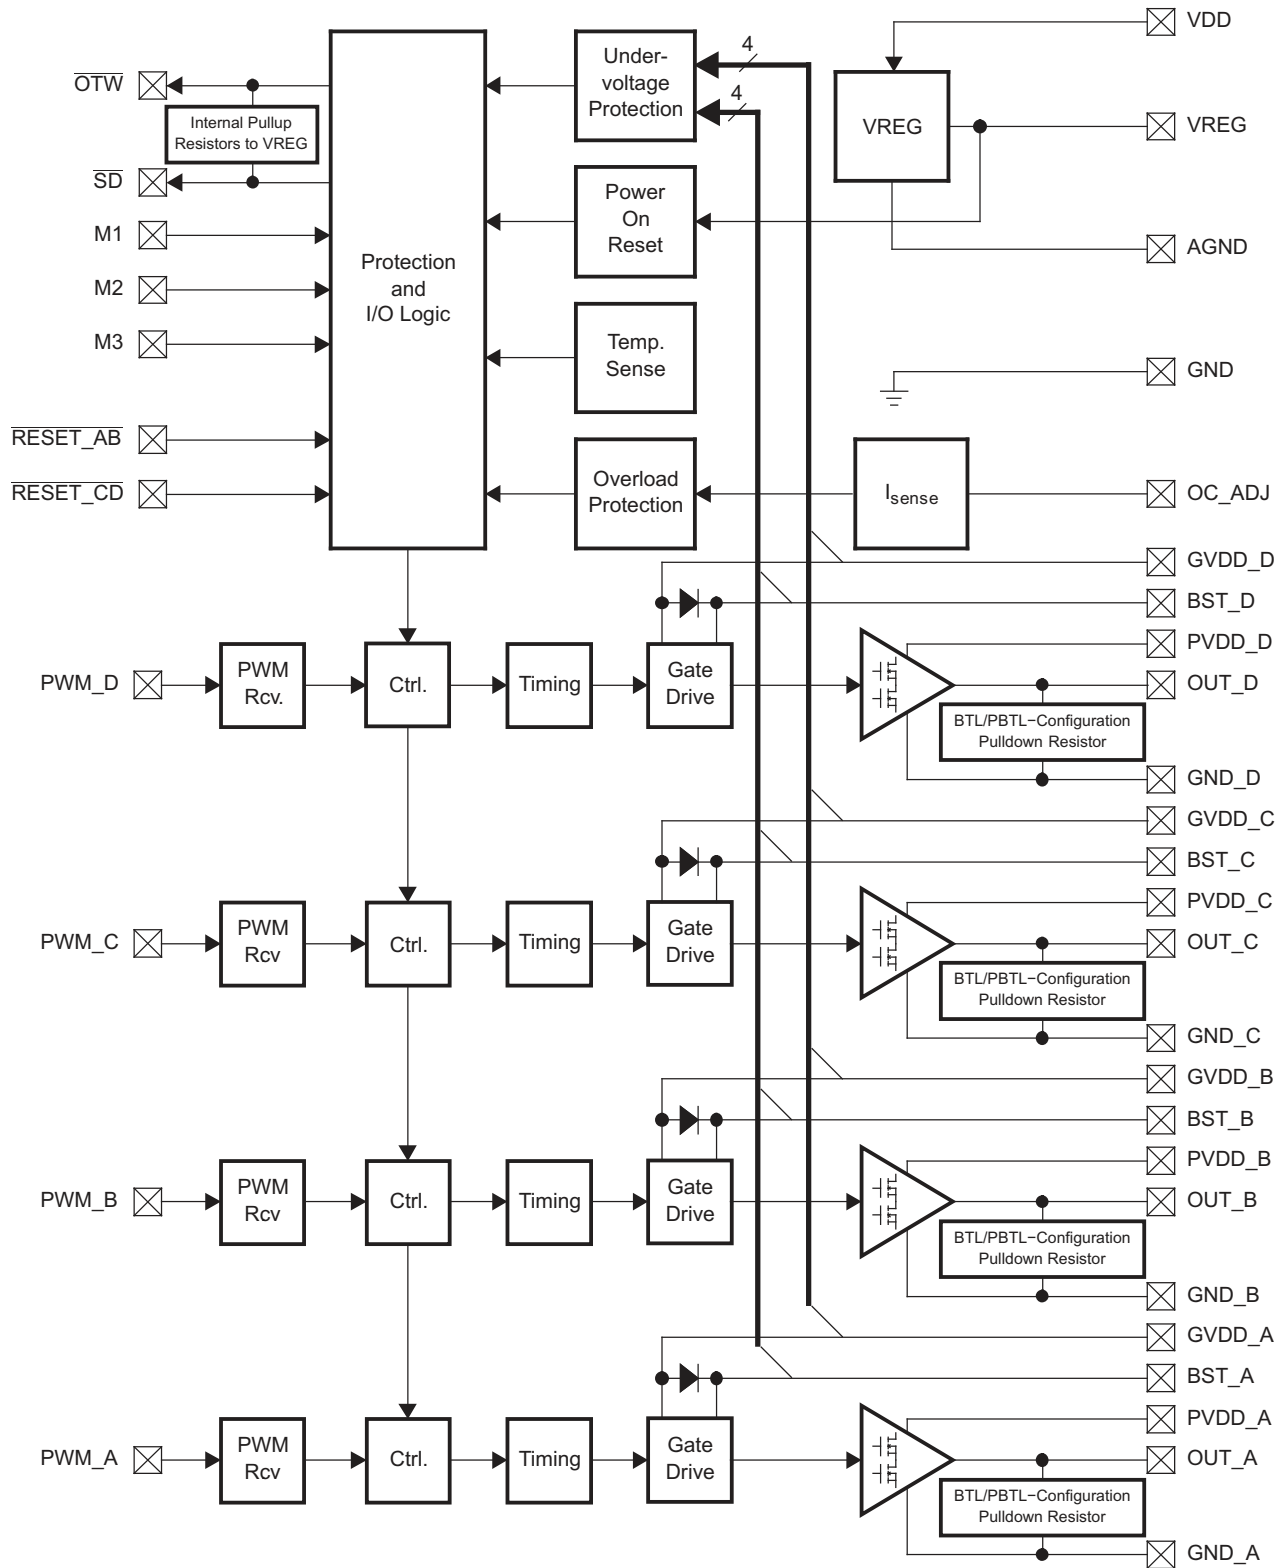 VDD
4
Under-
voltage
Protection
OTW
Internal Pullup
Resistors to VREG
4
VREG
VREG
SD
Power
On
Reset
M1
AGND
Protection
and
I/O Logic
M2
M3
Temp.
Sense
GND
RESET_AB
RESET_CD
Overload
Protection
Isense
OC_ADJ
GVDD_D
BST_D
PVDD_D
PWM_D
PWM
Rcv.
Ctrl.
Timing
Gate
Drive
OUT_D
BTL/PBTL−Configuration
Pulldown Resistor
GND_D
GVDD_C
BST_C
PVDD_C
PWM_C
PWM
Rcv
Ctrl.
Timing
Gate
Drive
OUT_C
BTL/PBTL−Configuration
Pulldown Resistor
GND_C
GVDD_B
BST_B
PVDD_B
PWM_B
PWM
Rcv
Ctrl.
Timing
Gate
Drive
OUT_B
BTL/PBTL−Configuration
Pulldown Resistor
GND_B
GVDD_A
BST_A
PVDD_A
PWM_A
PWM
Rcv
Ctrl.
Timing
Gate
Drive
OUT_A
BTL/PBTL−Configuration
Pulldown Resistor
GND_A